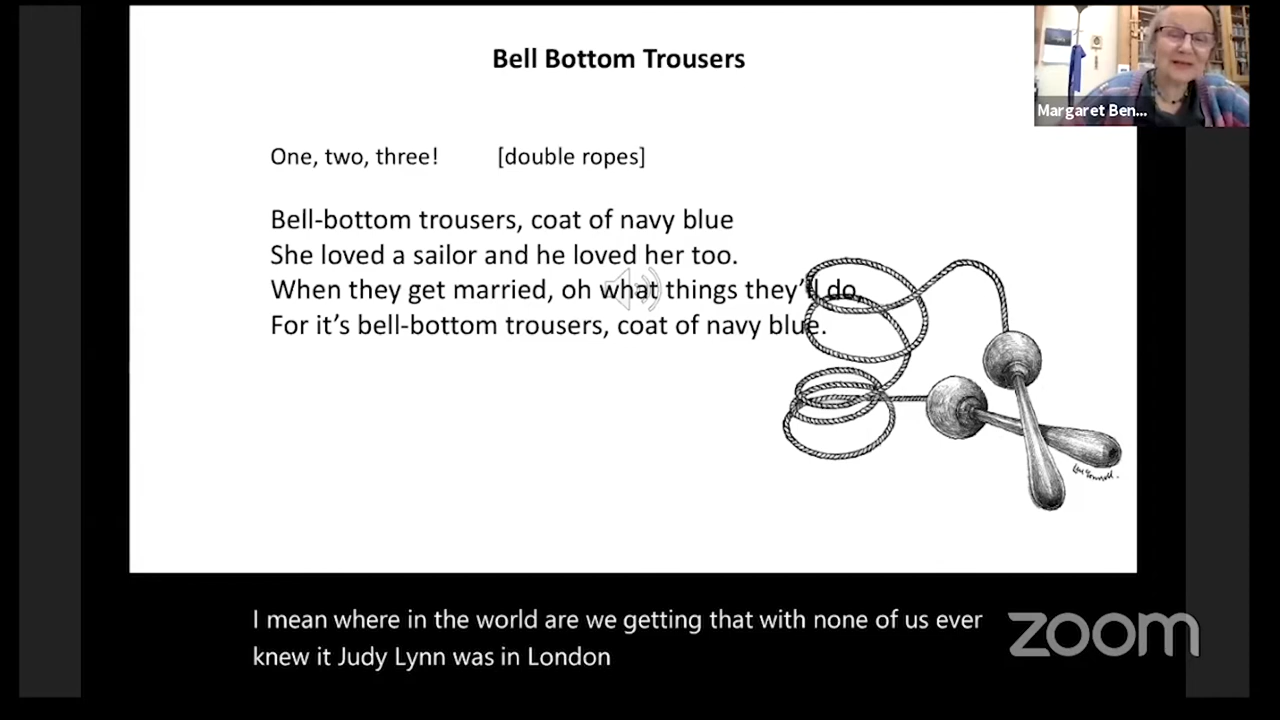 Bell Bottom Trousers
Margaret Ben...
One, two, three! [double ropes]
Bell-bottom trousers, coat of navy blue
She loved a sailor and he loved her too.
When they get married, oh what things they'll do,
For it's bell-bottom trousers, coat of navy blue.
I mean where in the world are we getting that with none of us ever
knew it Judy Lynn was in London
zoom